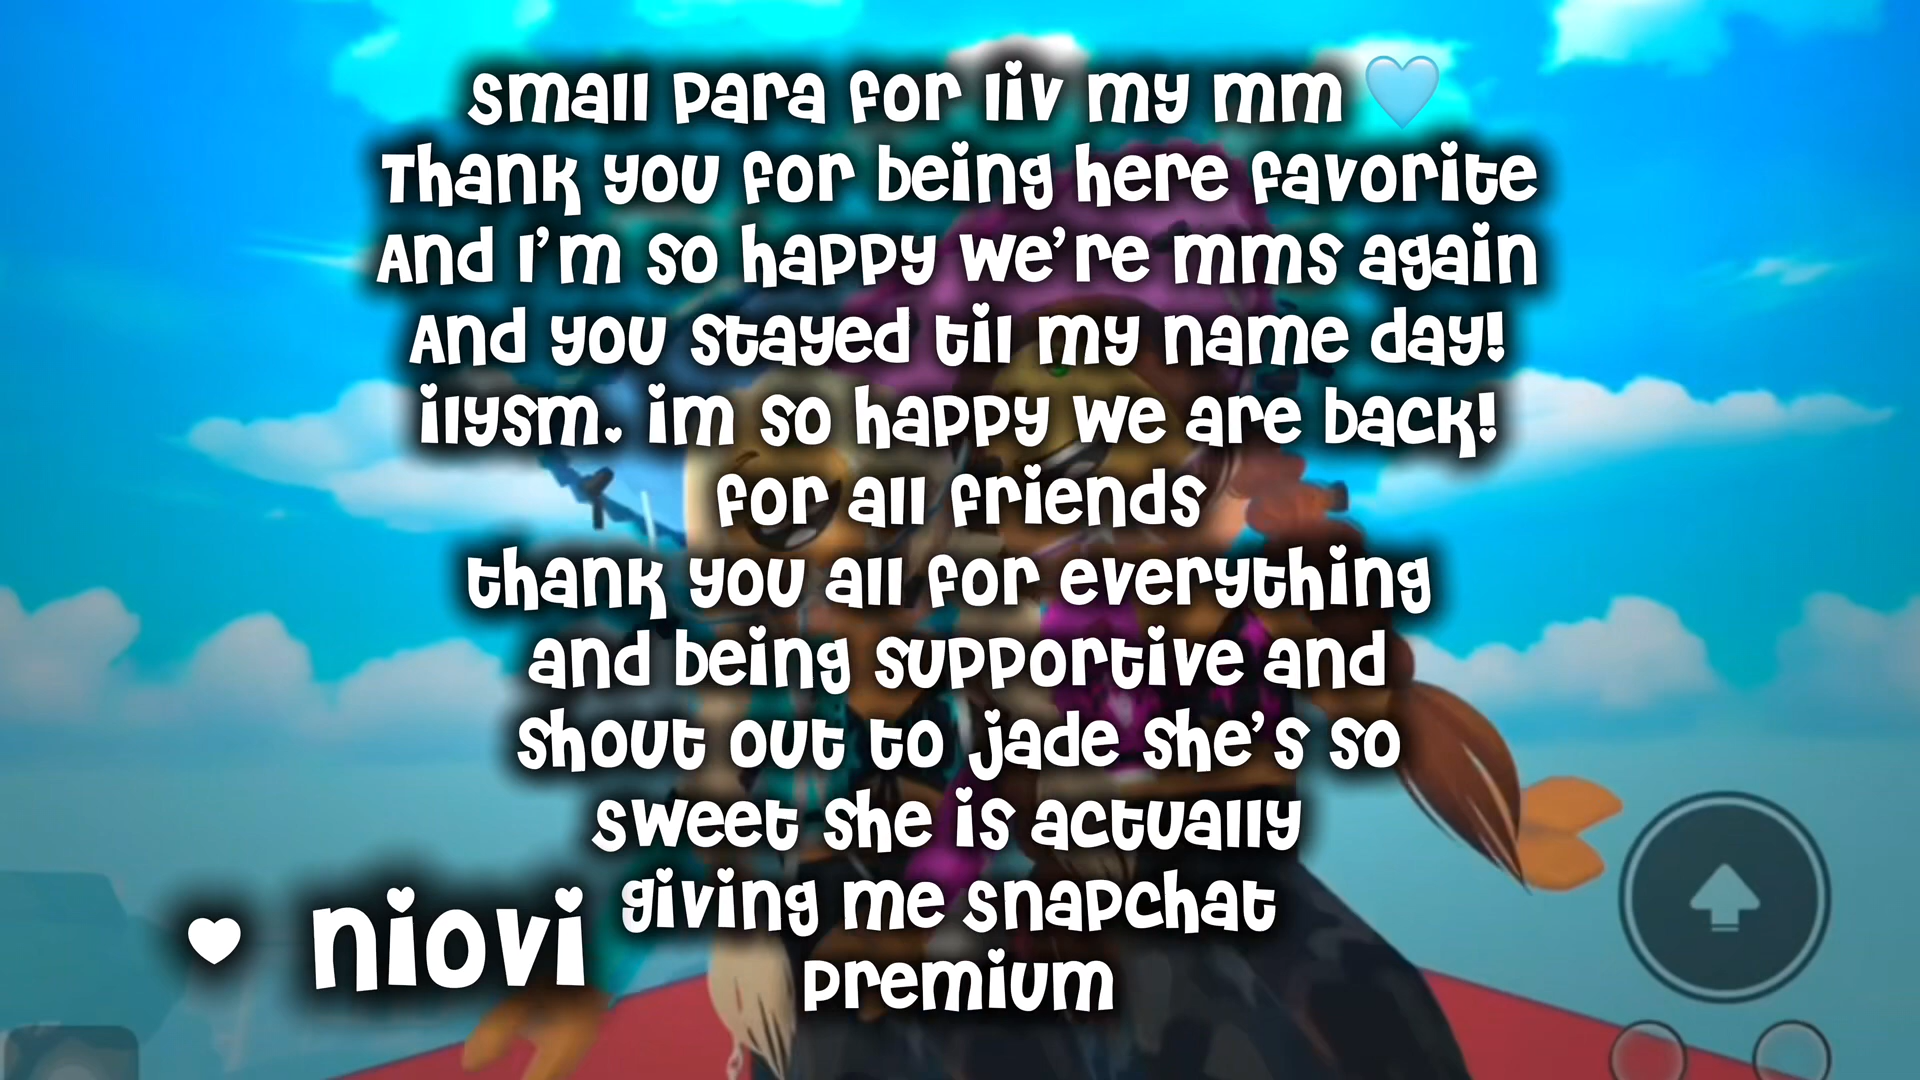 small para for liv my mm 🩵
Thank you for being here favorite
And I'm so happy we're mms again
And you stayed til my name day!
ilysm. im so happy we are back!
for all friends
thank you all for everything
and being supportive and
shout out to jade she's so
sweet she is actually
giving me snapchat
premium
♥ niovi